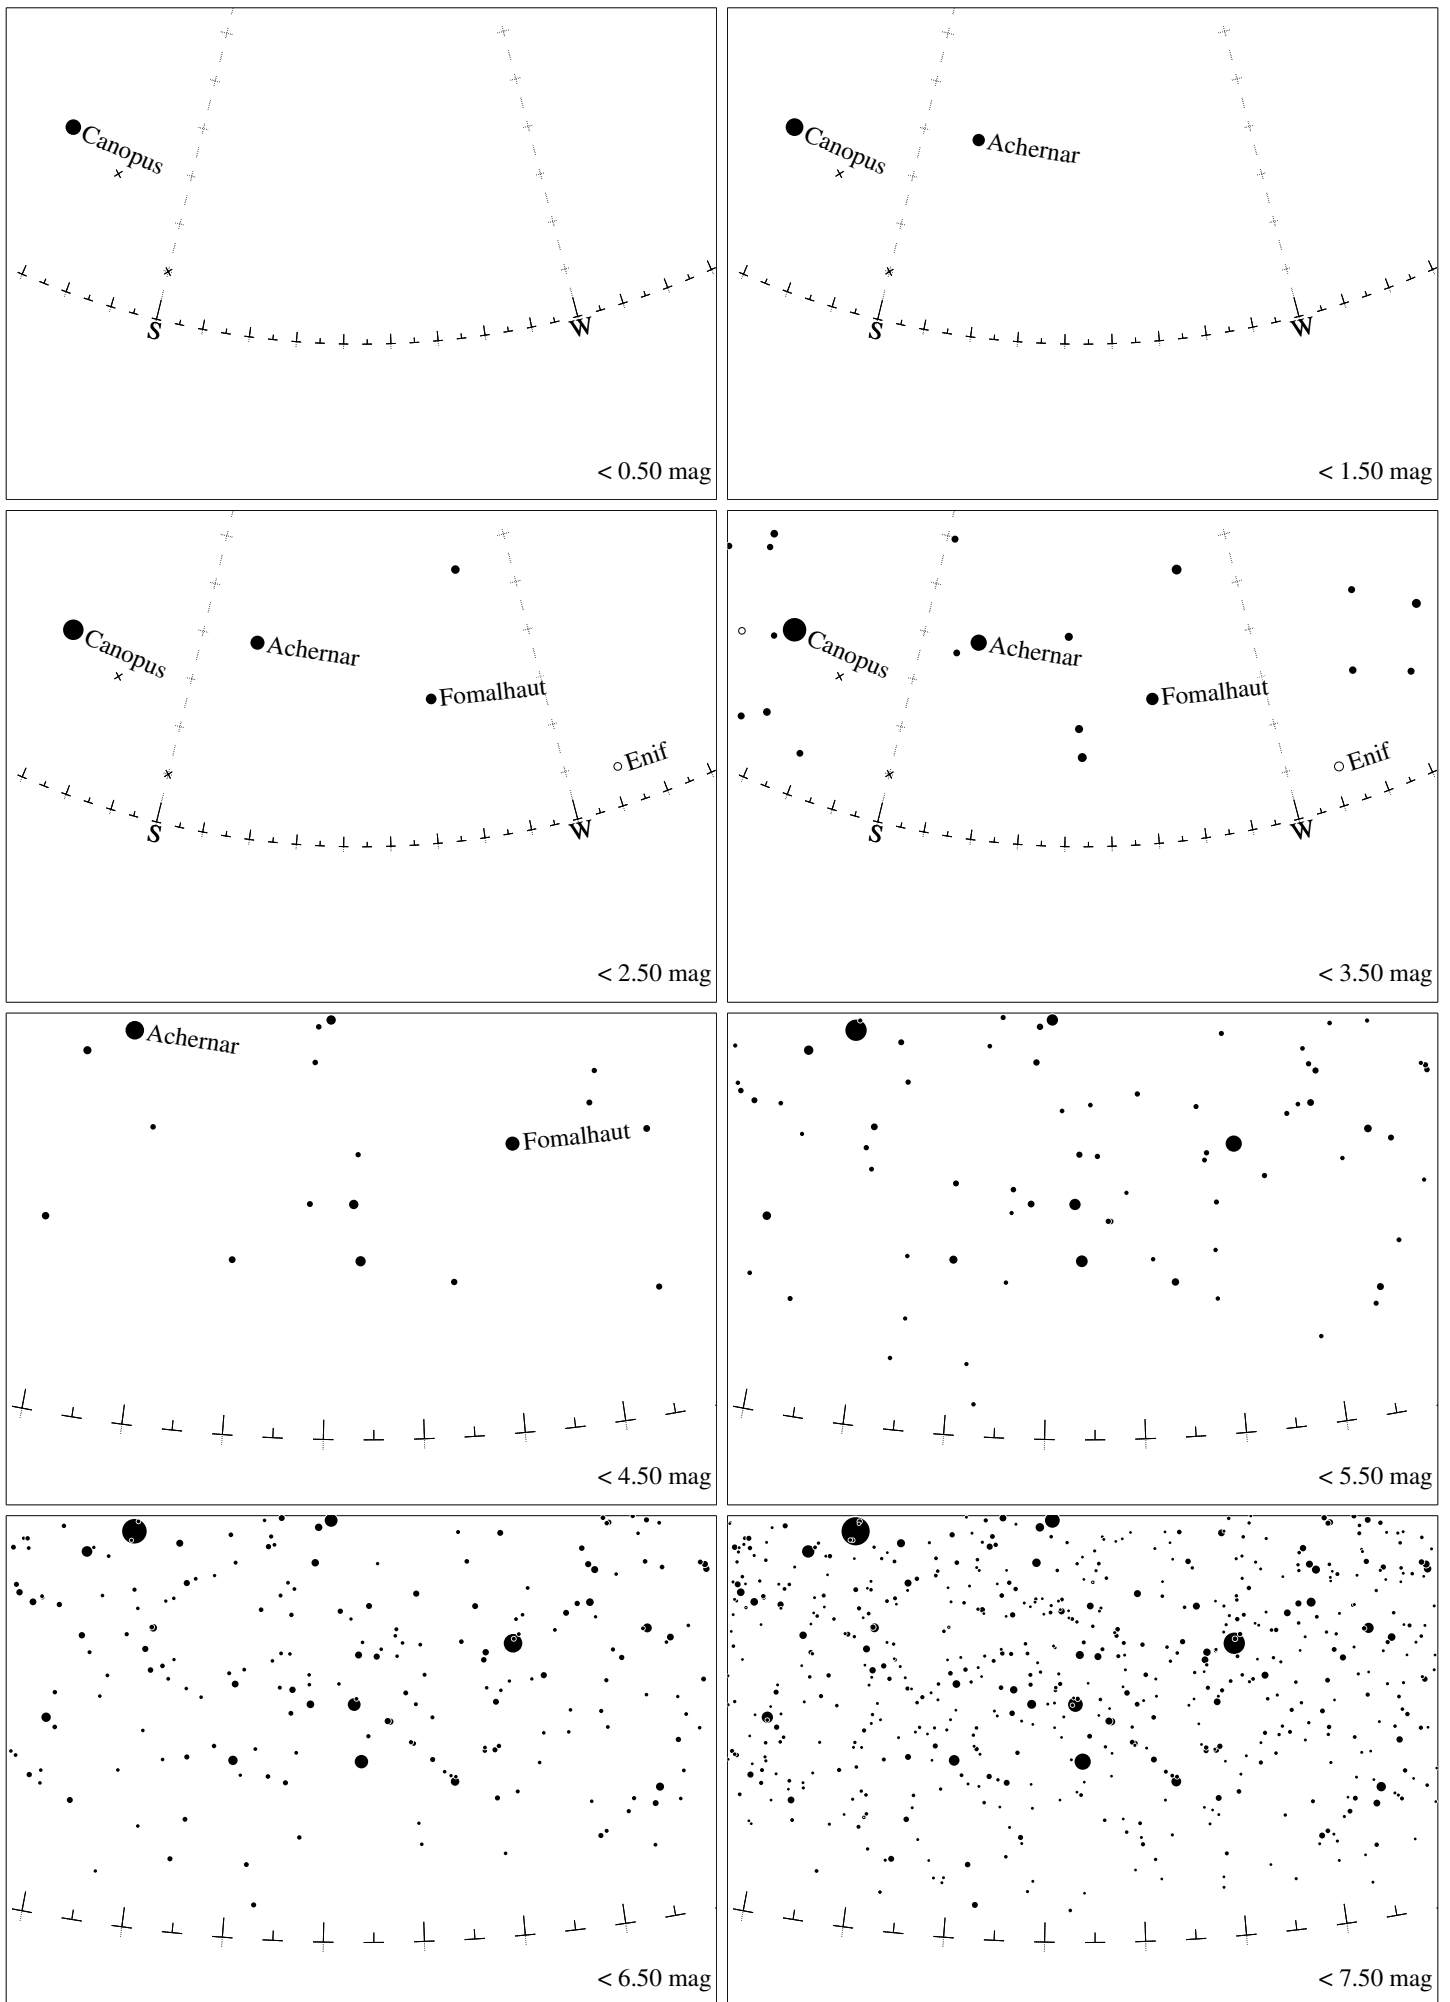 Canopus
S
W
< 0.50 mag
Canopus
Achernar
S
W
< 1.50 mag
Canopus
Achernar
Fomalhaut
Enif
S
W
< 2.50 mag
Canopus
Achernar
Fomalhaut
Enif
S
W
< 3.50 mag
Achernar
Fomalhaut
< 4.50 mag
< 5.50 mag
< 6.50 mag
< 7.50 mag